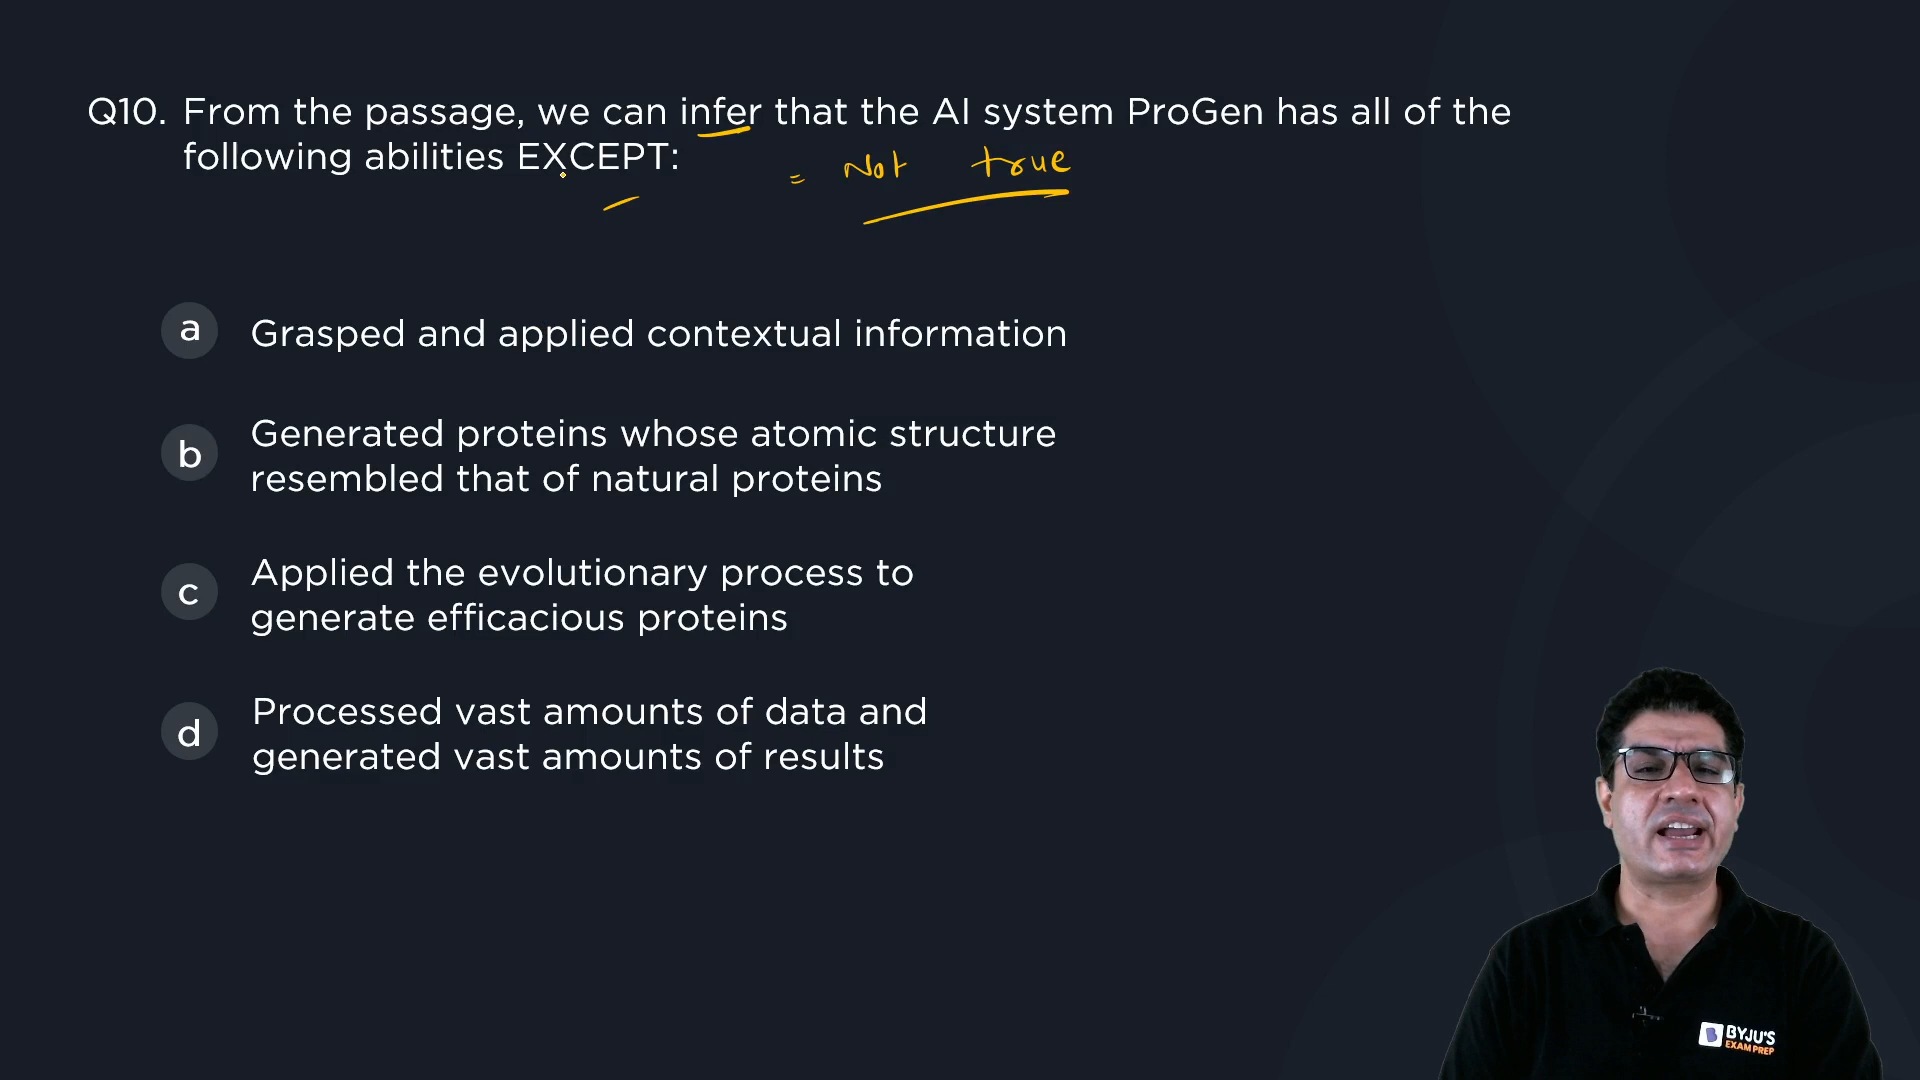 Q10. From the passage, we can infer that the AI system ProGen has all of the
following abilities EXCEPT:
= Not true
a Grasped and applied contextual information
b Generated proteins whose atomic structure
resembled that of natural proteins
c Applied the evolutionary process to
generate efficacious proteins
d Processed vast amounts of data and
generated vast amounts of results
B BYJU'S
EXAM PREP